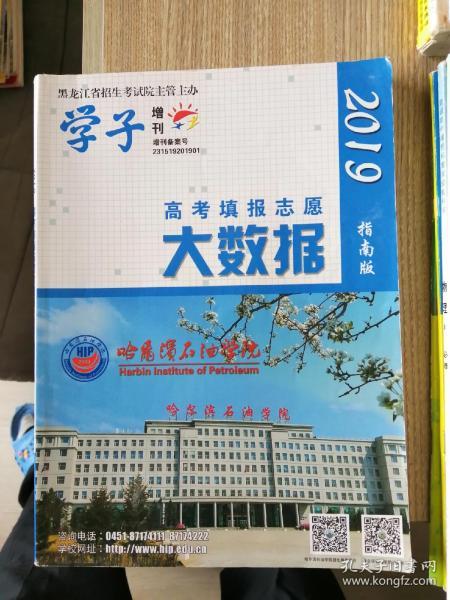 黑龙江省招生考试院主管主办
学子
增刊
增刊备案号
231519201901
2019
指南版
高考填报志愿
大数据
HIP
哈尔滨石油学院
Harbin Institute of Petroleum
哈尔滨石油学院
咨询电话：0451-87174111 87174222
学校网址：http://www.hip.edu.cn
孔夫子旧书网
kongfz.com